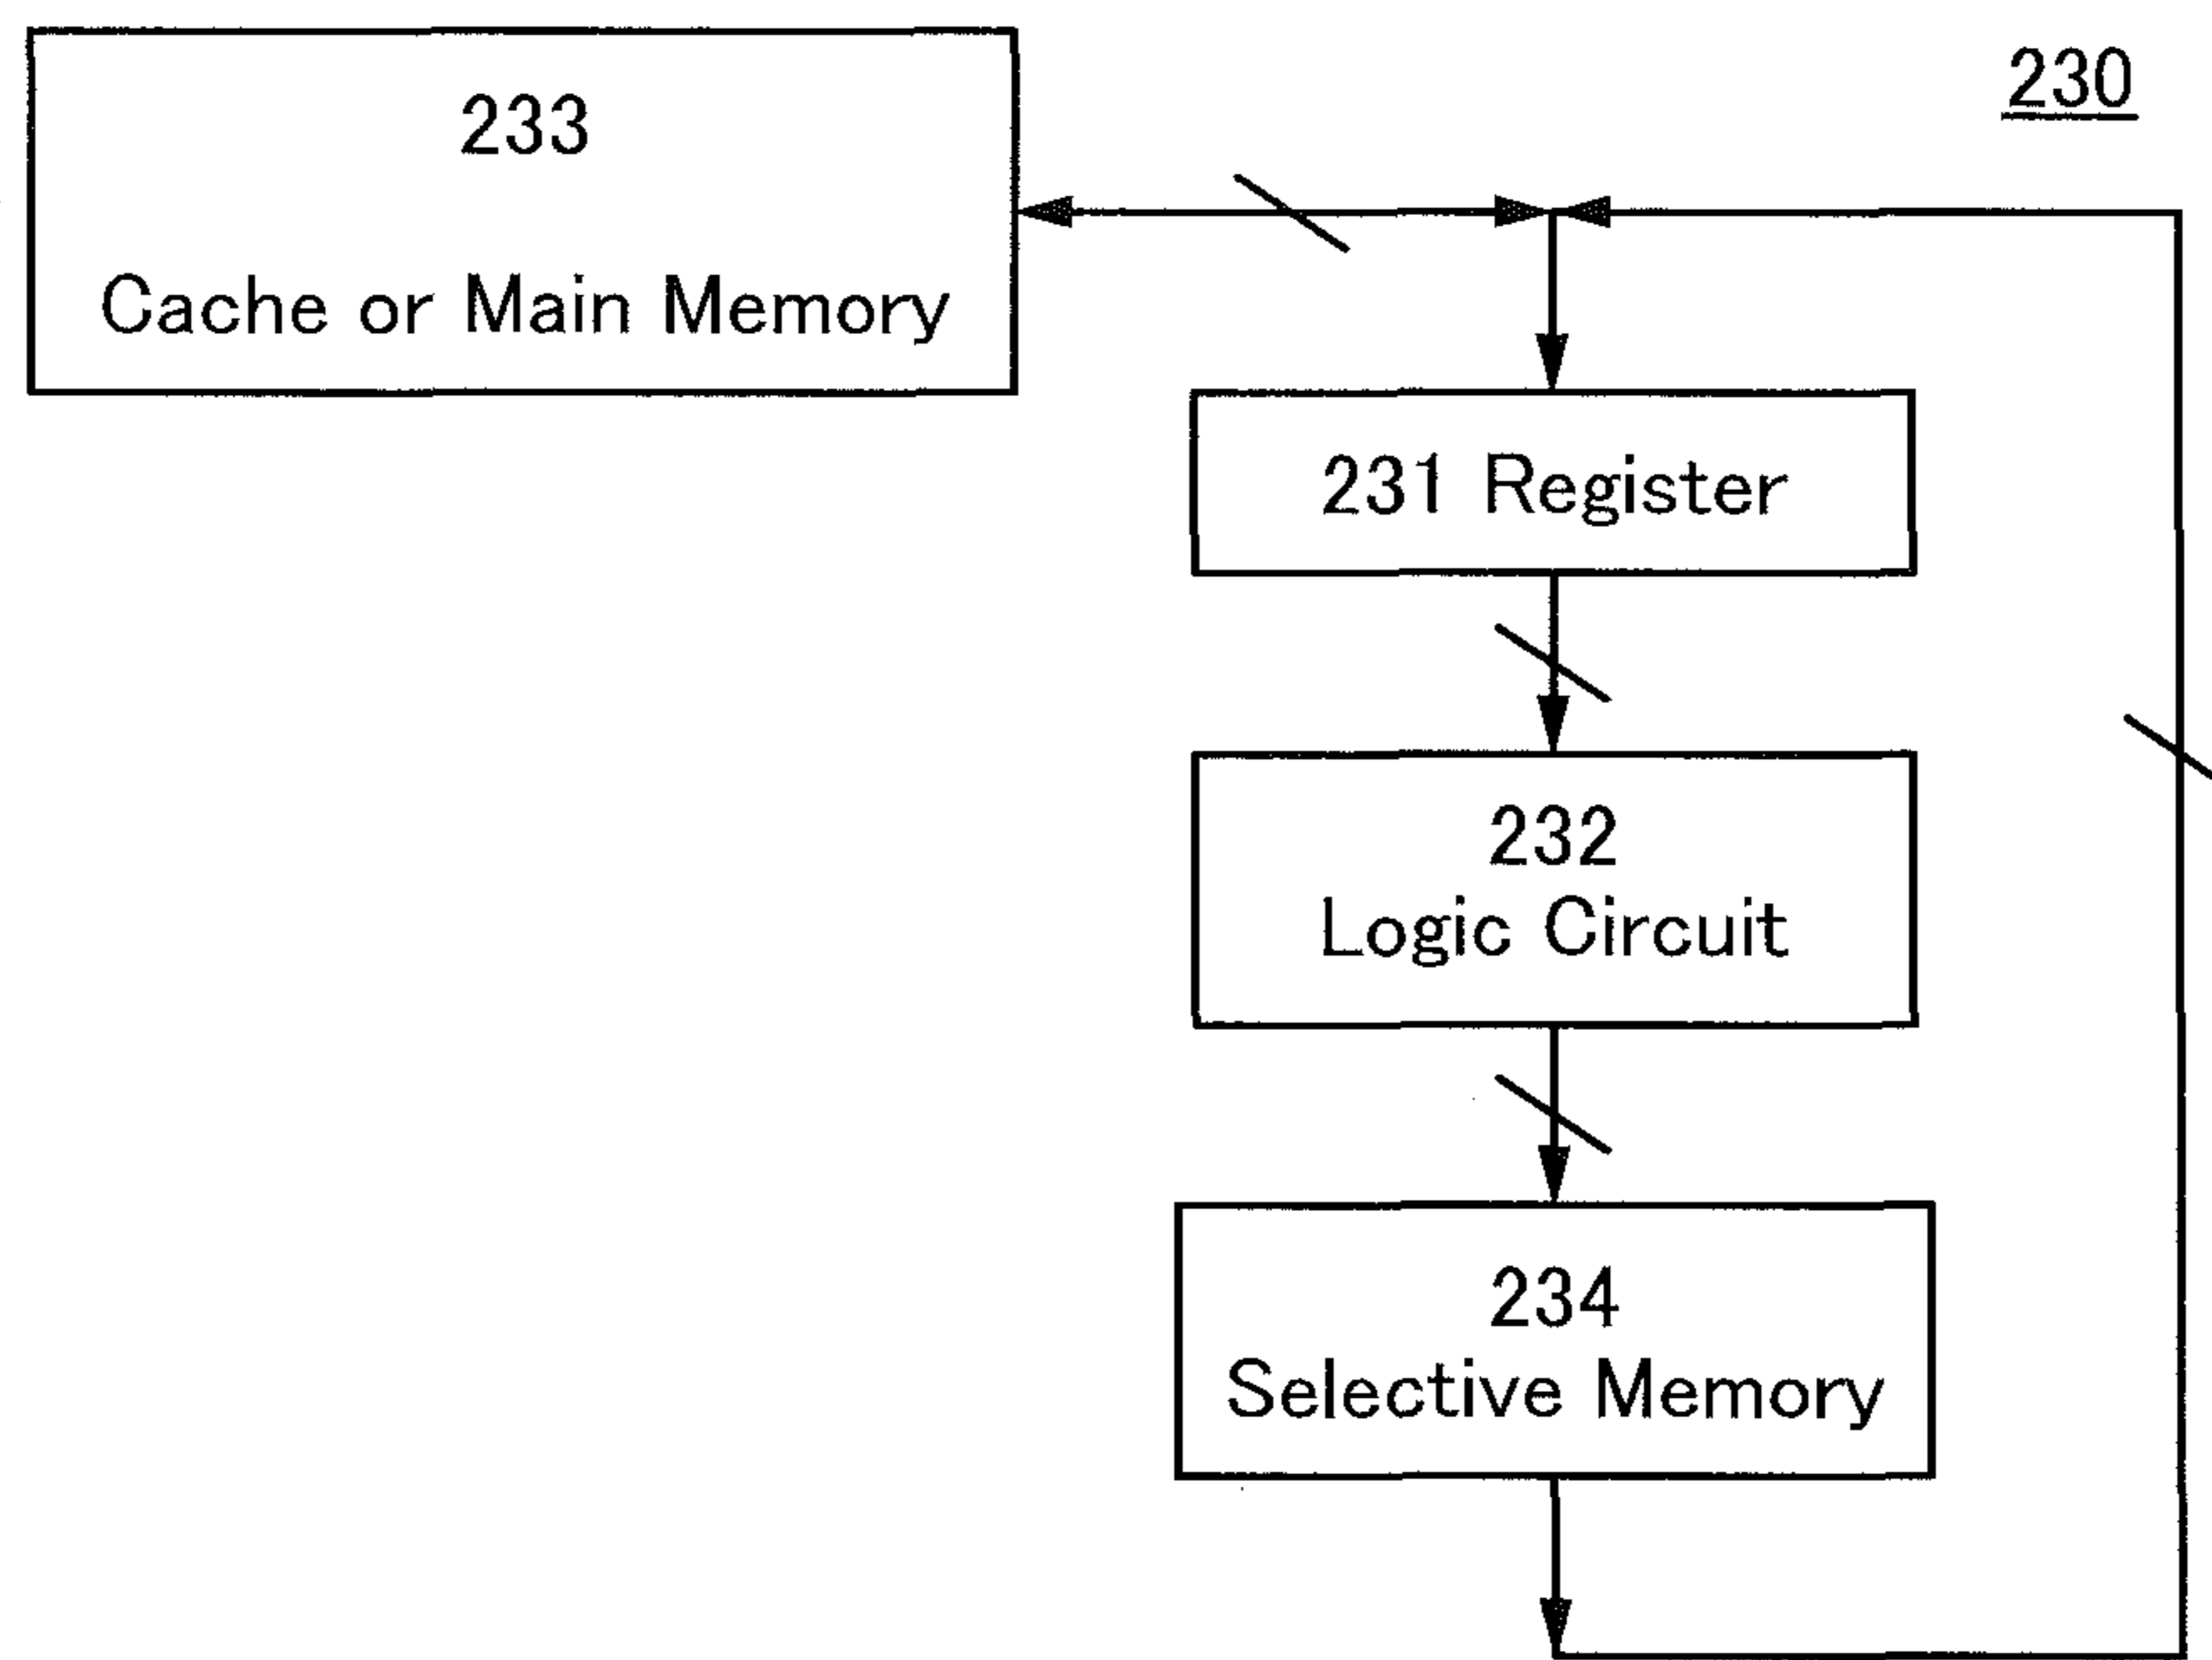 230
233
Cache or Main Memory
231 Register
232
Logic Circuit
234
Selective Memory